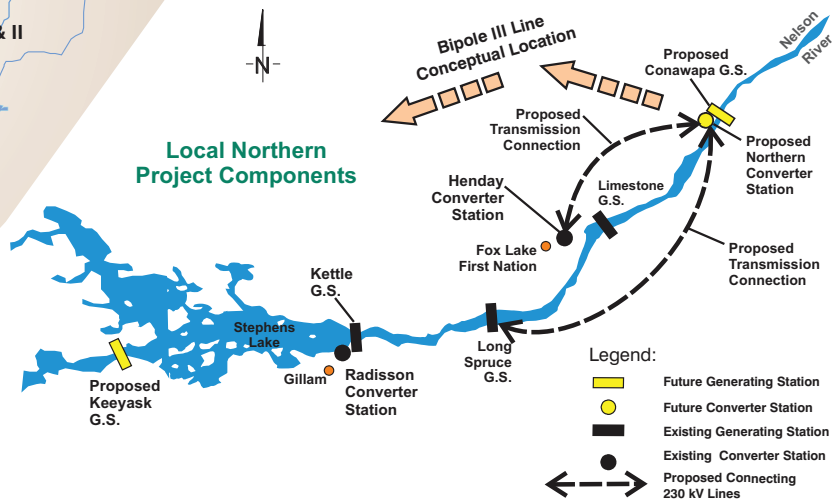 & II
N
Bipole III Line
Conceptual Location
Nelson
River
Proposed
Conawapa G.S.
Proposed
Transmission
Connection
Proposed
Northern
Converter
Station
Local Northern
Project Components
Henday
Converter
Station
Limestone
G.S.
Fox Lake
First Nation
Proposed
Transmission
Connection
Kettle
G.S.
Stephens
Lake
Long
Spruce
G.S.
Gillam
Radisson
Converter
Station
Proposed
Keeyask
G.S.
Legend:
Future Generating Station
Future Converter Station
Existing Generating Station
Existing Converter Station
Proposed Connecting
230 kV Lines